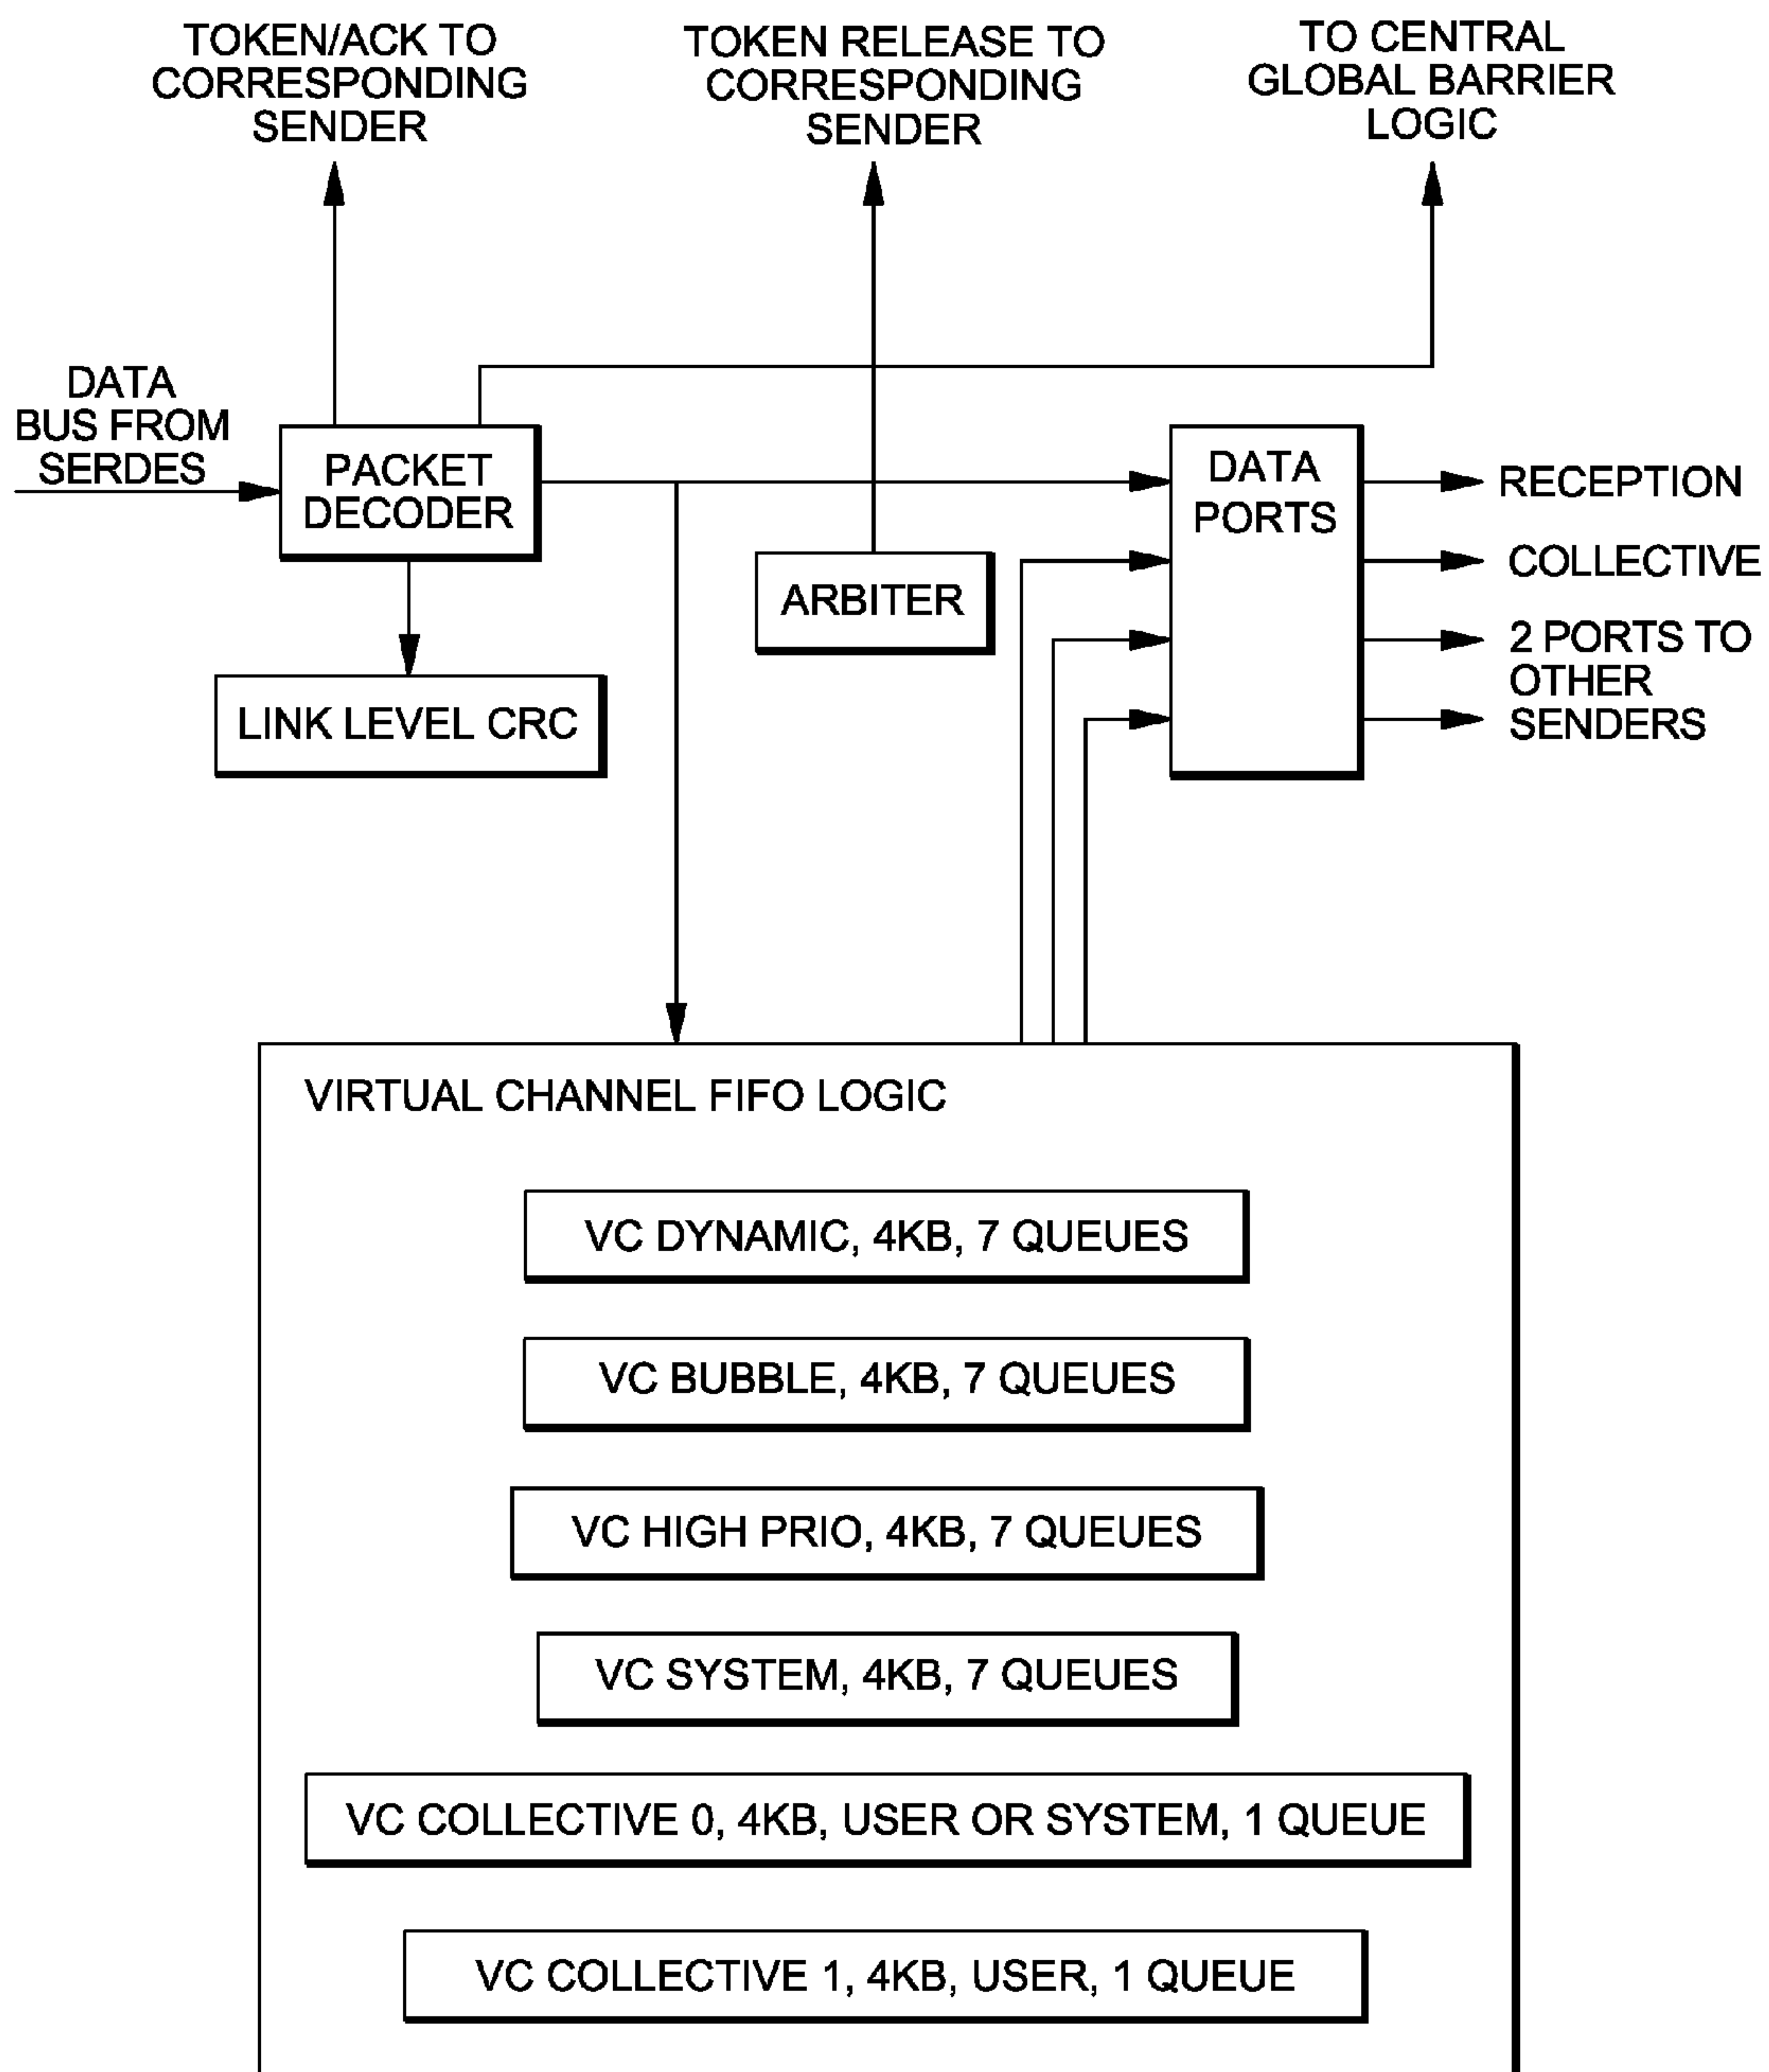 TOKEN/ACK TO
CORRESPONDING
SENDER
TOKEN RELEASE TO
CORRESPONDING
SENDER
TO CENTRAL
GLOBAL BARRIER
LOGIC
DATA
BUS FROM
SERDES
PACKET
DECODER
DATA
PORTS
RECEPTION
COLLECTIVE
2 PORTS TO
OTHER
SENDERS
ARBITER
LINK LEVEL CRC
VIRTUAL CHANNEL FIFO LOGIC
VC DYNAMIC, 4KB, 7 QUEUES
VC BUBBLE, 4KB, 7 QUEUES
VC HIGH PRIO, 4KB, 7 QUEUES
VC SYSTEM, 4KB, 7 QUEUES
VC COLLECTIVE 0, 4KB, USER OR SYSTEM, 1 QUEUE
VC COLLECTIVE 1, 4KB, USER, 1 QUEUE